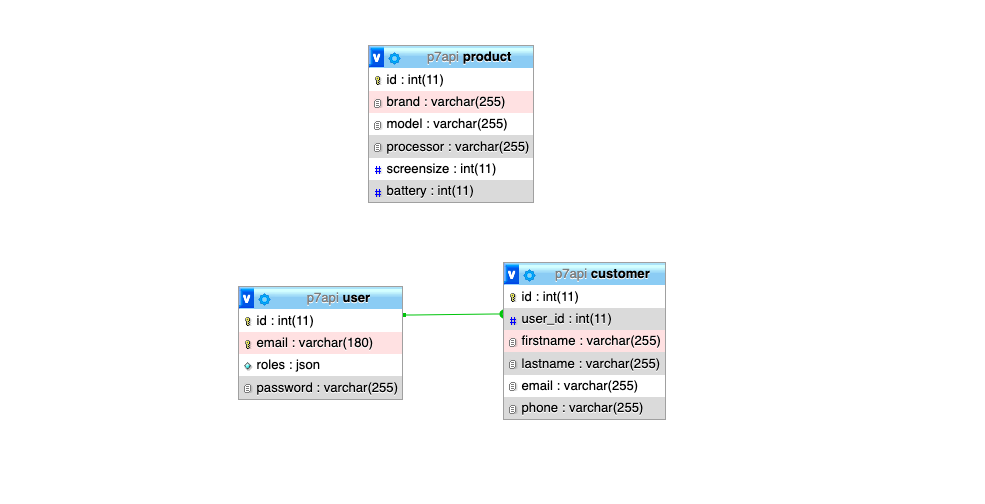 v p7api product
id : int(11)
brand : varchar(255)
model : varchar(255)
processor : varchar(255)
# screensize : int(11)
# battery : int(11)
v p7api user
id : int(11)
email : varchar(180)
roles : json
password : varchar(255)
v p7api customer
id : int(11)
# user_id : int(11)
firstname : varchar(255)
lastname : varchar(255)
email : varchar(255)
phone : varchar(255)